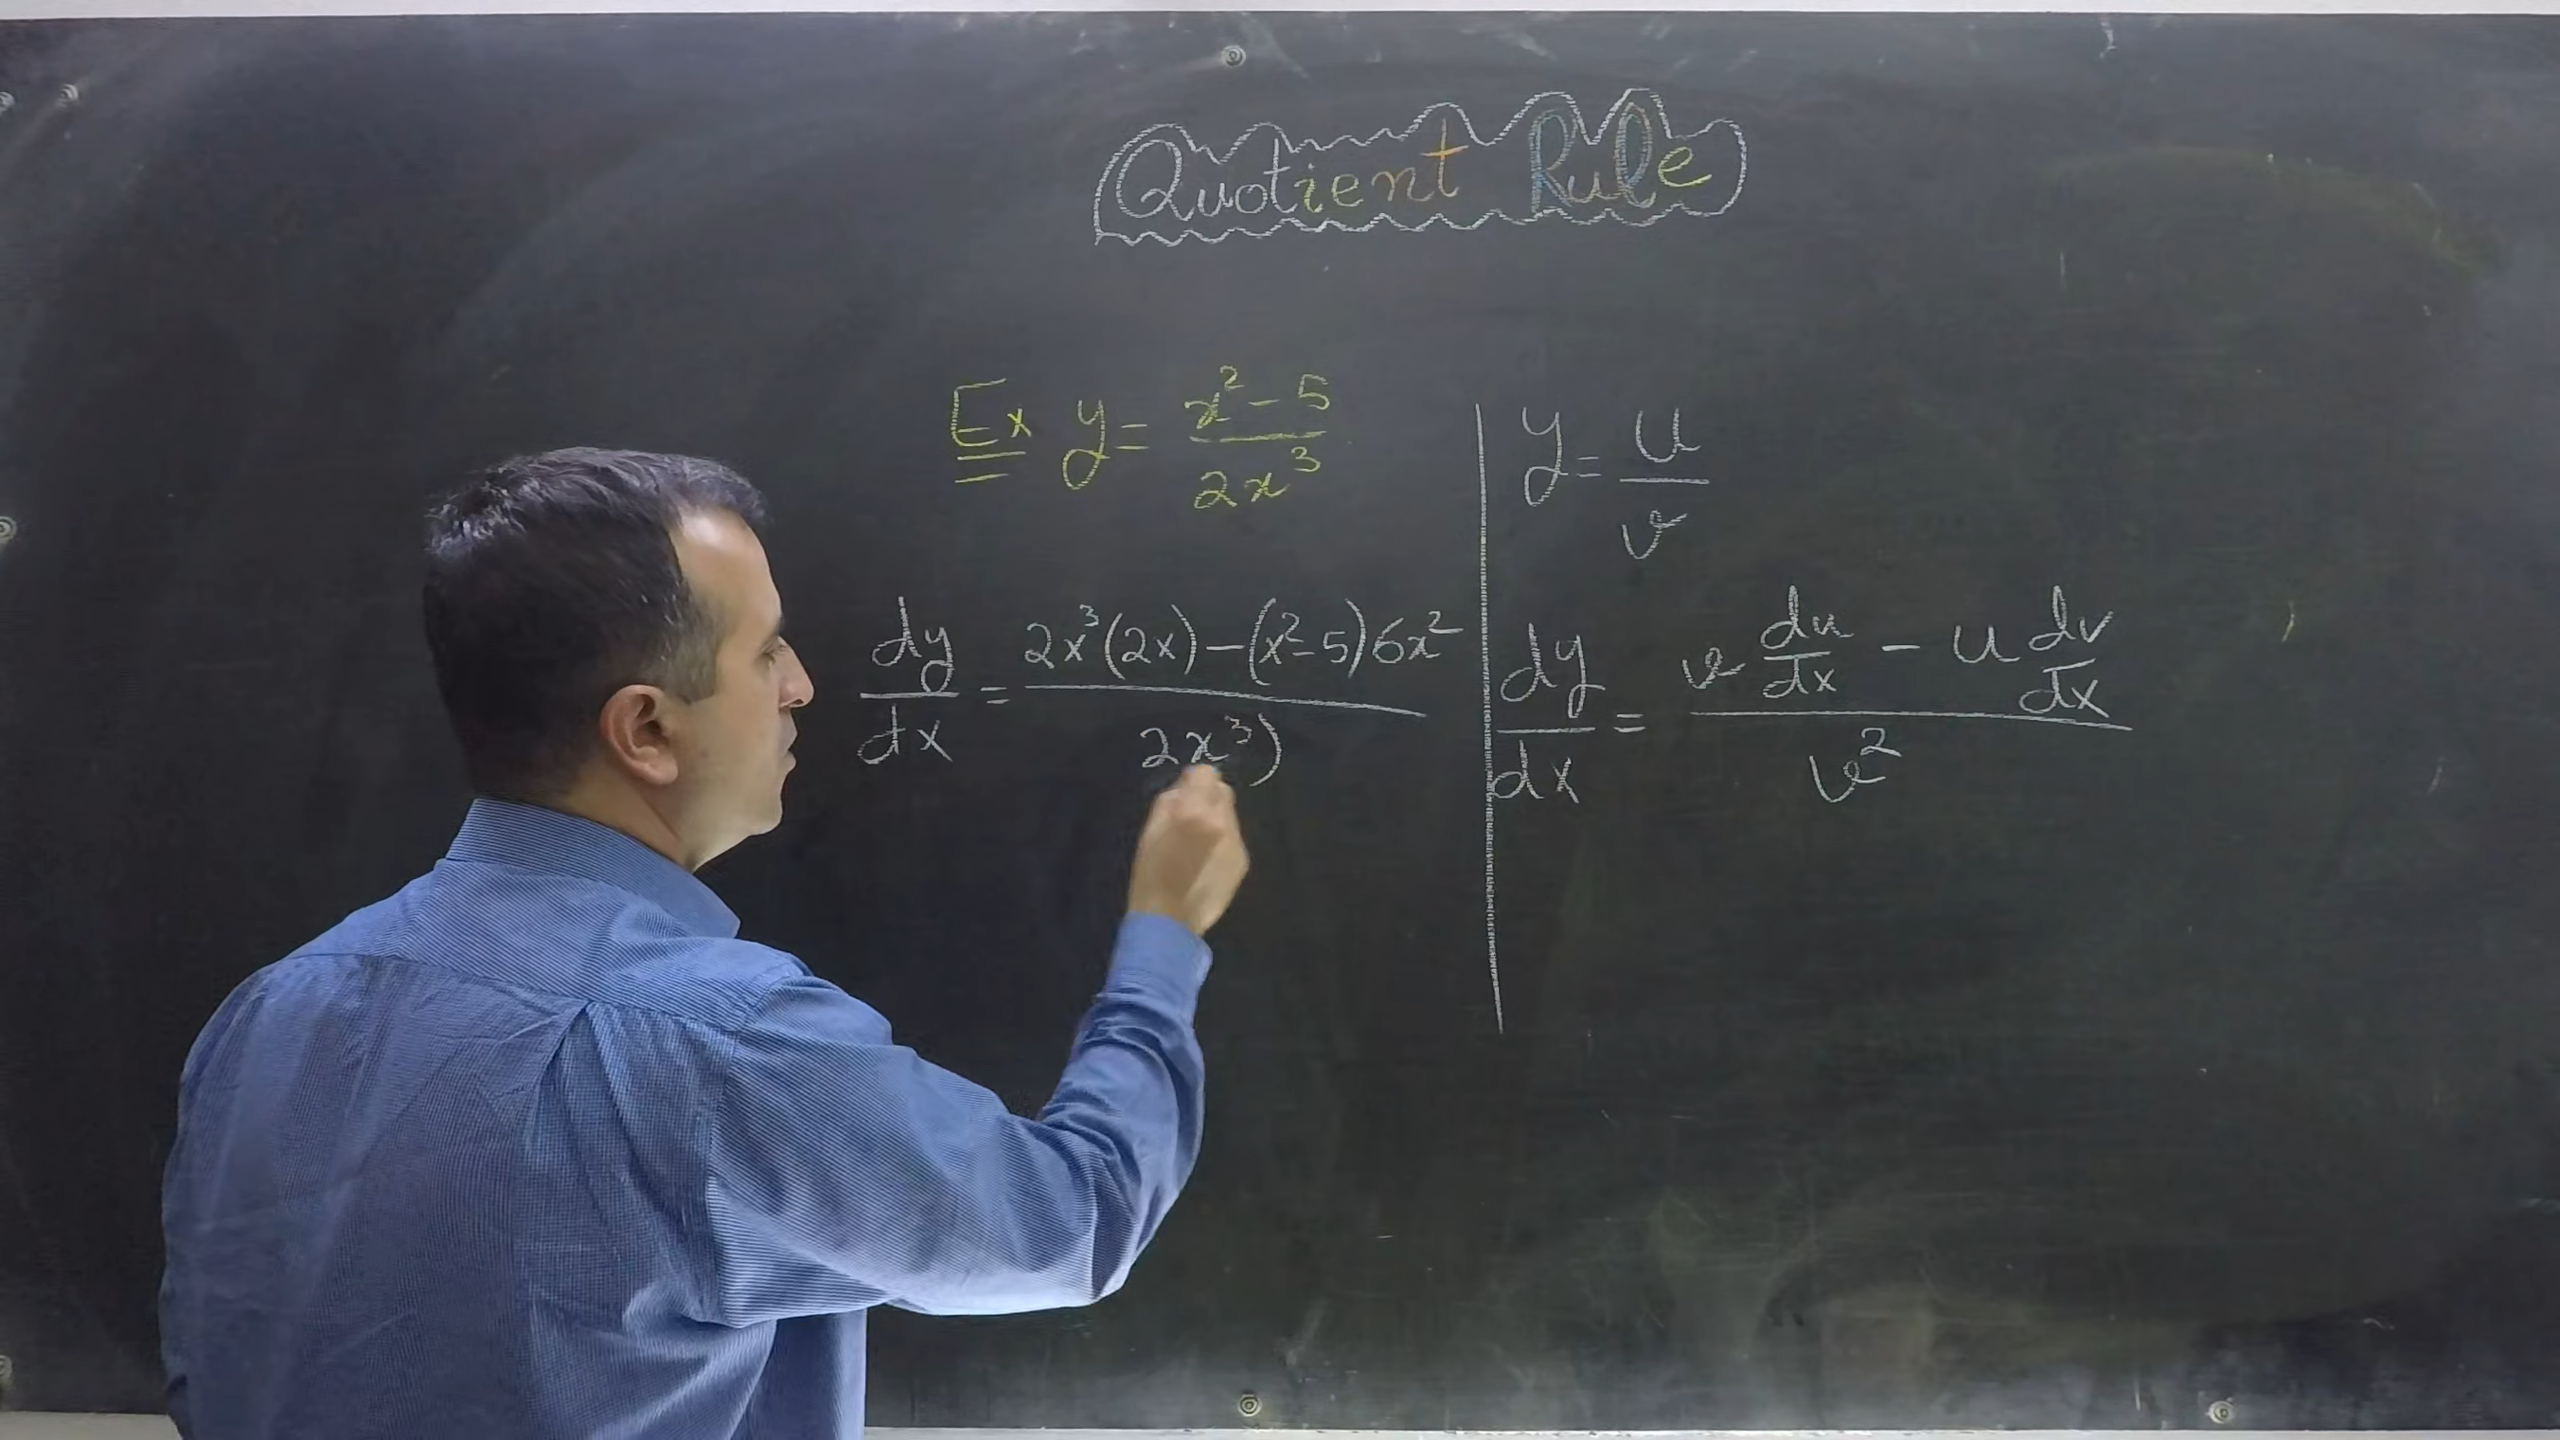 Quotient Rule
Ex y = (x² - 5)/(2x³)
dy/dx = (2x³(2x) - (x² - 5)6x²)/2x³)
y = u/v
dy/dx = (v du/dx - u dv/dx)/v²